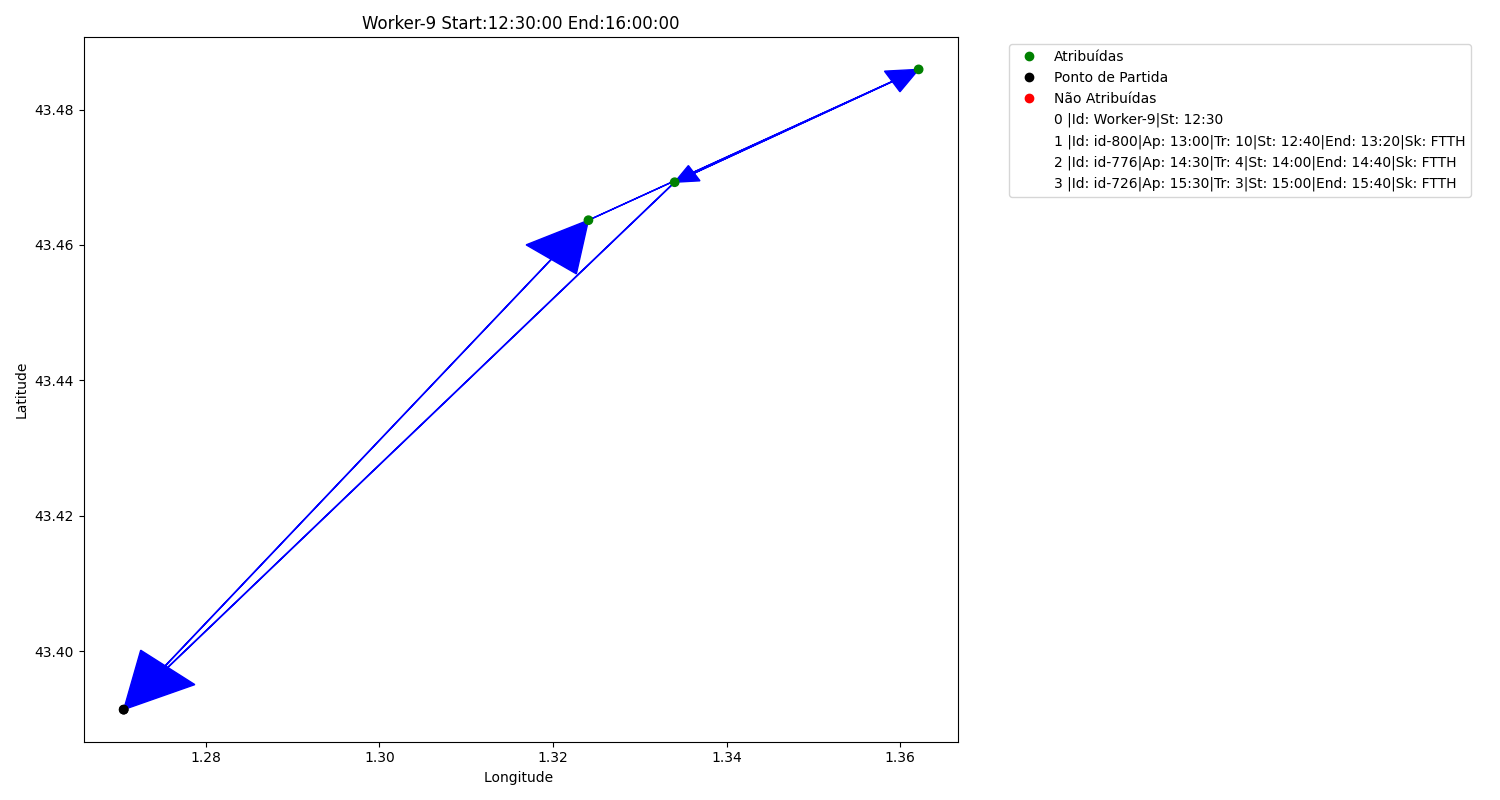 Worker-9 Start:12:30:00 End:16:00:00
Atribuídas
Ponto de Partida
Não Atribuídas
0 |Id: Worker-9|St: 12:30
1 |Id: id-800|Ap: 13:00|Tr: 10|St: 12:40|End: 13:20|Sk: FTTH
2 |Id: id-776|Ap: 14:30|Tr: 4|St: 14:00|End: 14:40|Sk: FTTH
3 |Id: id-726|Ap: 15:30|Tr: 3|St: 15:00|End: 15:40|Sk: FTTH
Latitude
43.48
43.46
43.44
43.42
43.40
1.28 1.30 1.32 1.34 1.36
Longitude